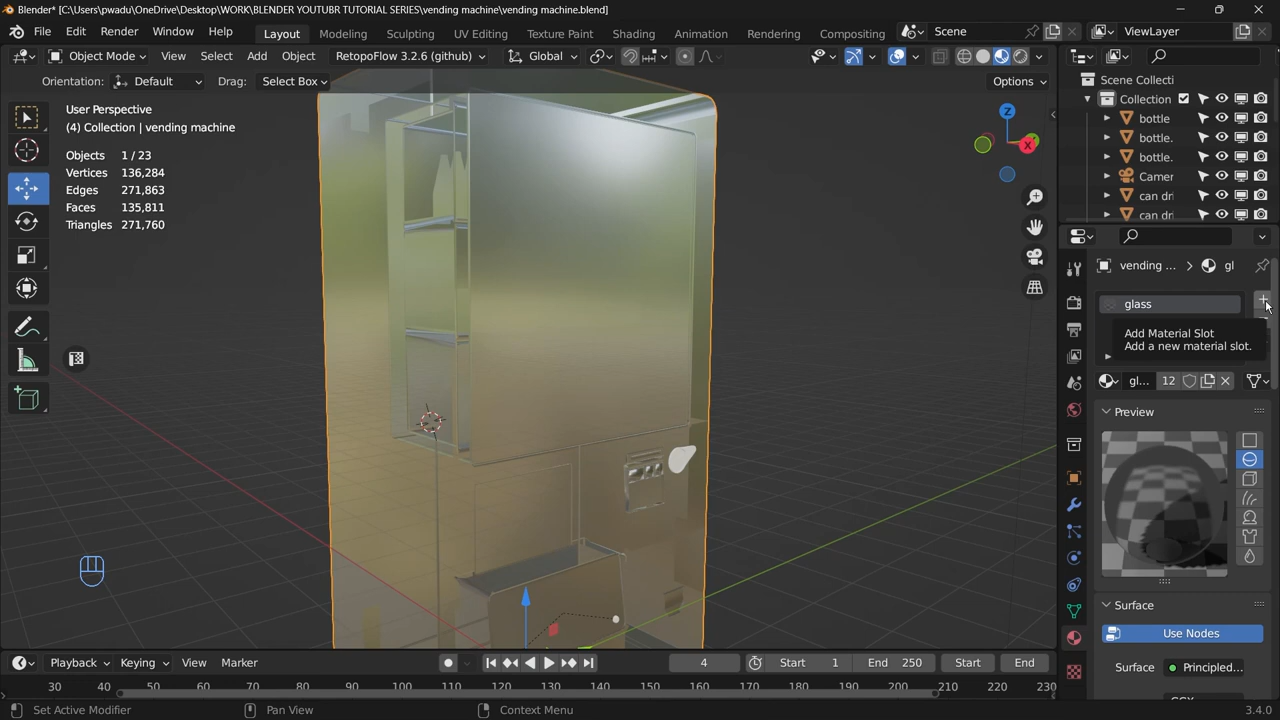 Blender* [C:\Users\pwadu\OneDrive\Desktop\WORK\BLENDER YOUTUBR TUTORIAL SERIES\vending machine\vending machine.blend]
File Edit Render Window Help Layout Modeling Sculpting UV Editing Texture Paint Shading Animation Rendering Compositing Scene ViewLayer
Object Mode View Select Add Object RetopoFlow 3.2.6 (github) Global
Orientation: Default Drag: Select Box Options
User Perspective
(4) Collection | vending machine
Objects 1 / 23
Vertices 136,284
Edges 271,863
Faces 135,811
Triangles 271,760
Z
X
Scene Collecti
Collection
bottle
bottle.
bottle.
Camer
can dri
can dri
vending ... gl
glass
Add Material Slot
Add a new material slot.
gl... 12
Preview
Surface
Use Nodes
Surface Principled...
Playback Keying View Marker 4 Start 1 End 250 Start End
30 40 50 60 70 80 90 100 110 120 130 140 150 160 170 180 190 200 210 220 230
Set Active Modifier Pan View Context Menu 3.4.0